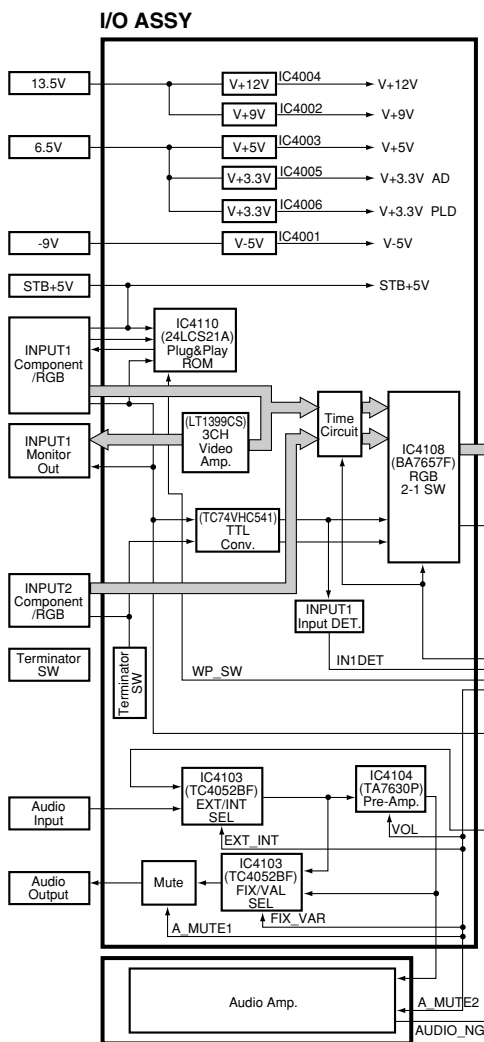 I/O ASSY
13.5V
V+12V
IC4004
V+12V
V+9V
IC4002
V+9V
6.5V
V+5V
IC4003
V+5V
V+3.3V
IC4005
V+3.3V AD
V+3.3V
IC4006
V+3.3V PLD
-9V
V-5V
IC4001
V-5V
STB+5V
STB+5V
INPUT1
Component
/RGB
IC4110
(24LCS21A)
Plug&Play
ROM
INPUT1
Monitor
Out
(LT1399CS)
3CH
Video
Amp.
Time
Circuit
IC4108
(BA7657F)
RGB
2-1 SW
(TC74VHC541)
TTL
Conv.
INPUT2
Component
/RGB
INPUT1
Input DET.
Terminator
SW
Terminator
SW
WP_SW
IN1DET
Audio
Input
IC4103
(TC4052BF)
EXT/INT
SEL
IC4104
(TA7630P)
Pre-Amp.
EXT_INT
VOL
Audio
Output
Mute
IC4103
(TC4052BF)
FIX/VAL
SEL
A_MUTE1
FIX_VAR
Audio Amp.
A_MUTE2
AUDIO_NG